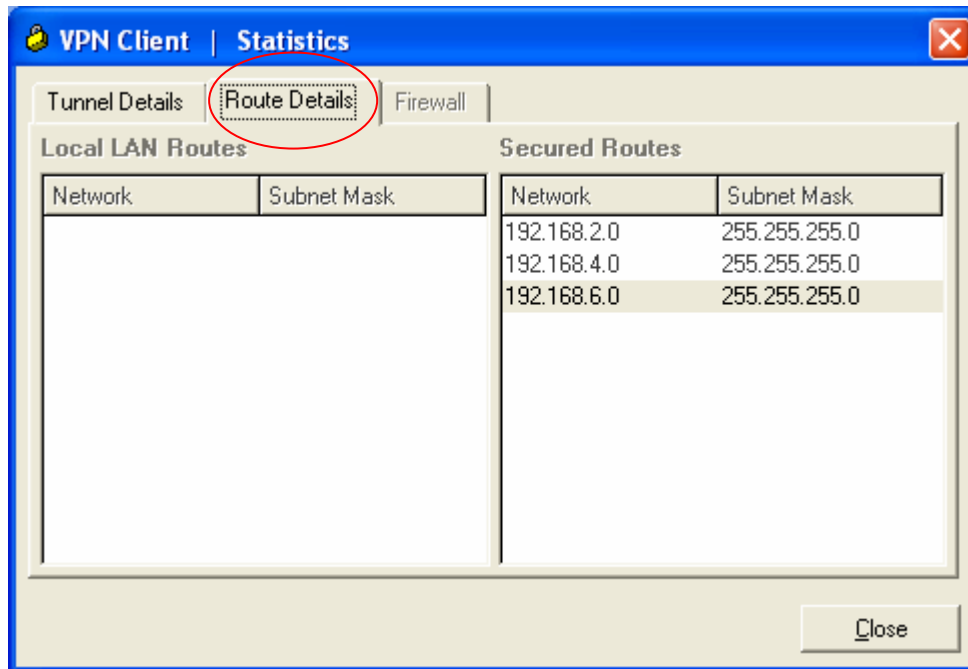 VPN Client | Statistics
Tunnel Details Route Details Firewall
Local LAN Routes Secured Routes
Network Subnet Mask Network Subnet Mask
192.168.2.0 255.255.255.0
192.168.4.0 255.255.255.0
192.168.6.0 255.255.255.0
Close